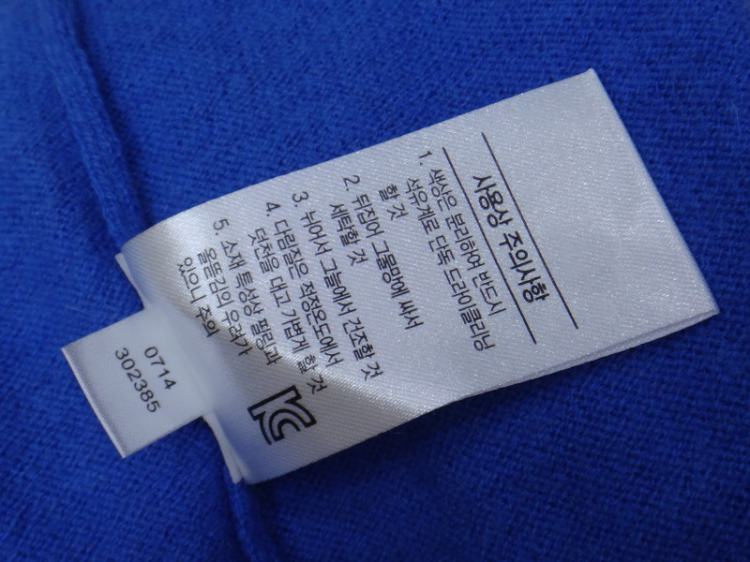 사용상 주의사항
1. 색상은 분리하여 반드시
석유계로 단독 드라이클리닝
할 것
2. 뒤집어 그물망에 싸서
세탁할 것
3. 뉘어서 그늘에서 건조할 것
4. 다림질은 적정온도에서
덧천을 대고 가볍게 할 것
5. 소재 특성상 필링과
올뜯김의 우려가
있으니 주의
0714
302385